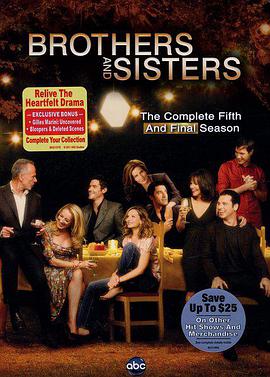 BROTHERS
AND SISTERS
Relive The
Heartfelt Drama
EXCLUSIVE BONUS
• Gilles Marini: Uncovered
• Bloopers & Deleted Scenes
Complete Your Collection
The Complete Fifth
And Final Season
Save
Up To $25
On Other
Hit Shows And
Merchandise
abc